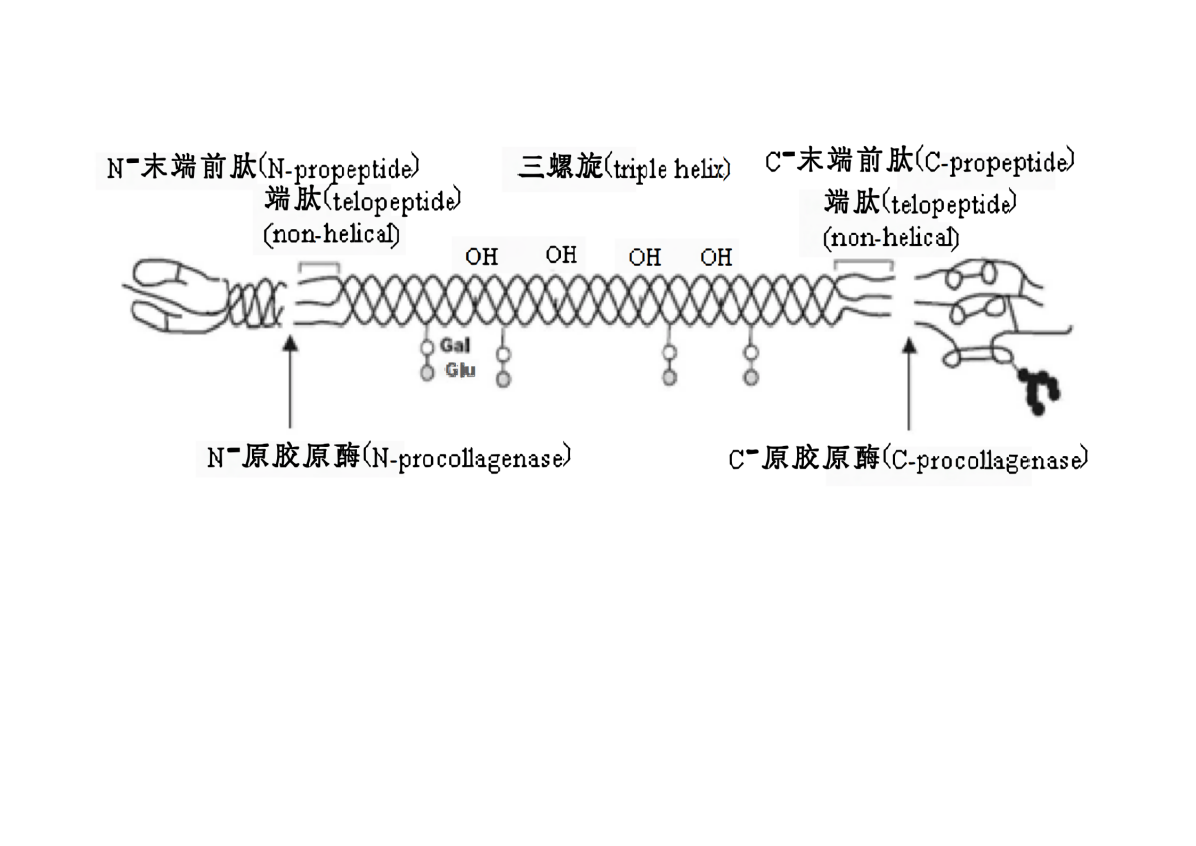 N-末端前肽(N-propeptide)
端肽(telopeptide)
(non-helical)
三螺旋(triple helix)
C-末端前肽(C-propeptide)
端肽(telopeptide)
(non-helical)
OH OH OH OH
Gal
Glu
N-原胶原酶(N-procollagenase)
C-原胶原酶(C-procollagenase)